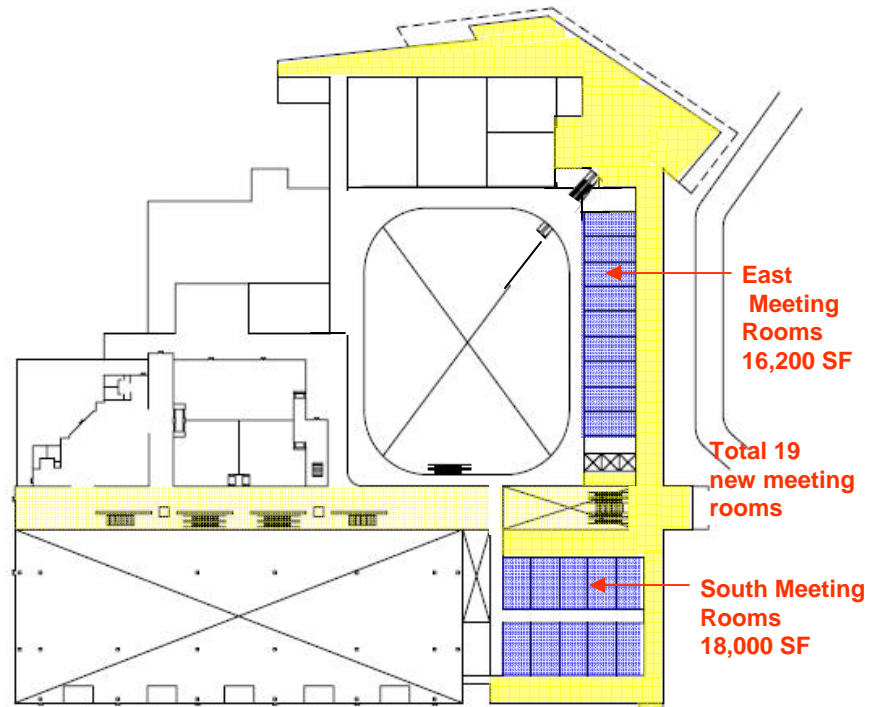 East
Meeting
Rooms
16,200 SF
Total 19
new meeting
rooms
South Meeting
Rooms
18,000 SF